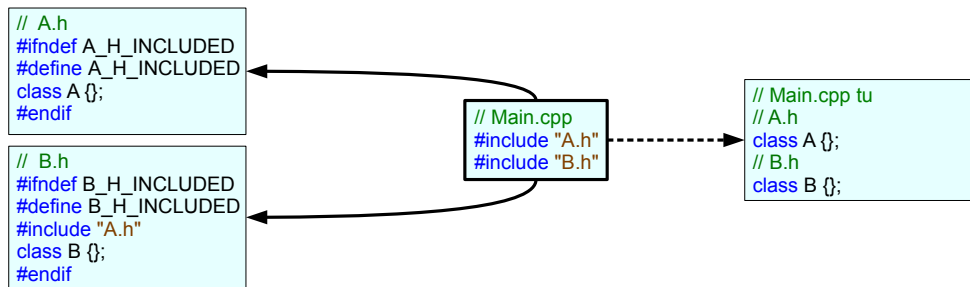 // A.h
#ifndef A_H_INCLUDED
#define A_H_INCLUDED
class A {};
#endif
// B.h
#ifndef B_H_INCLUDED
#define B_H_INCLUDED
#include "A.h"
class B {};
#endif
// Main.cpp
#include "A.h"
#include "B.h"
// Main.cpp tu
// A.h
class A {};
// B.h
class B {};